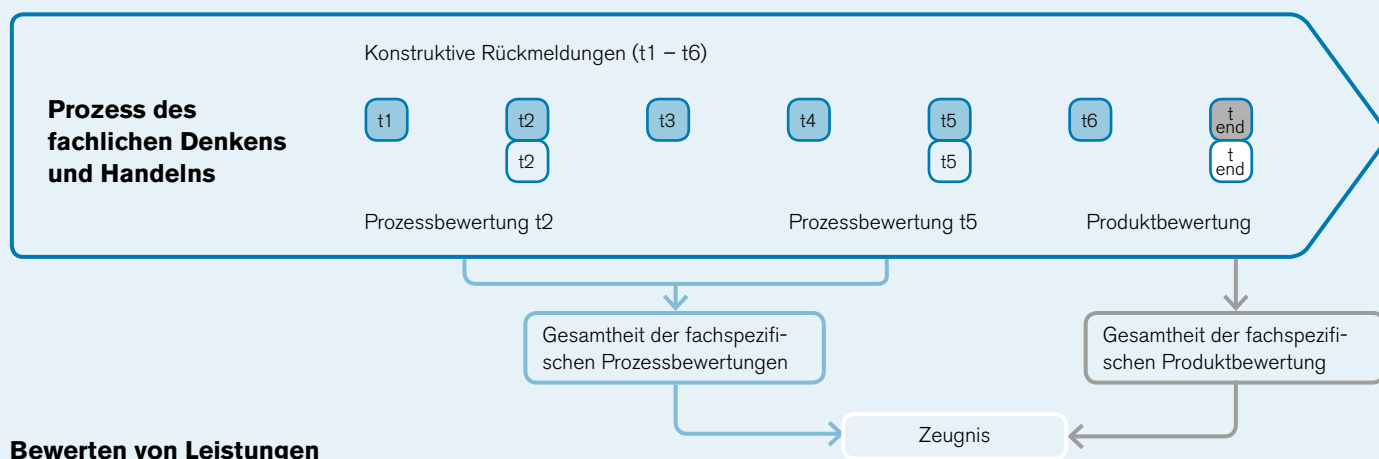 Konstruktive Rückmeldungen (t1 – t6)
Prozess des
fachlichen Denkens
und Handelns
t1
t2
t3
t4
t5
t6
t
end
t2
t5
t
end
Prozessbewertung t2
Prozessbewertung t5
Produktbewertung
Gesamtheit der fachspezifi-
schen Prozessbewertungen
Gesamtheit der fachspezifi-
schen Produktbewertung
Zeugnis
Bewerten von Leistungen